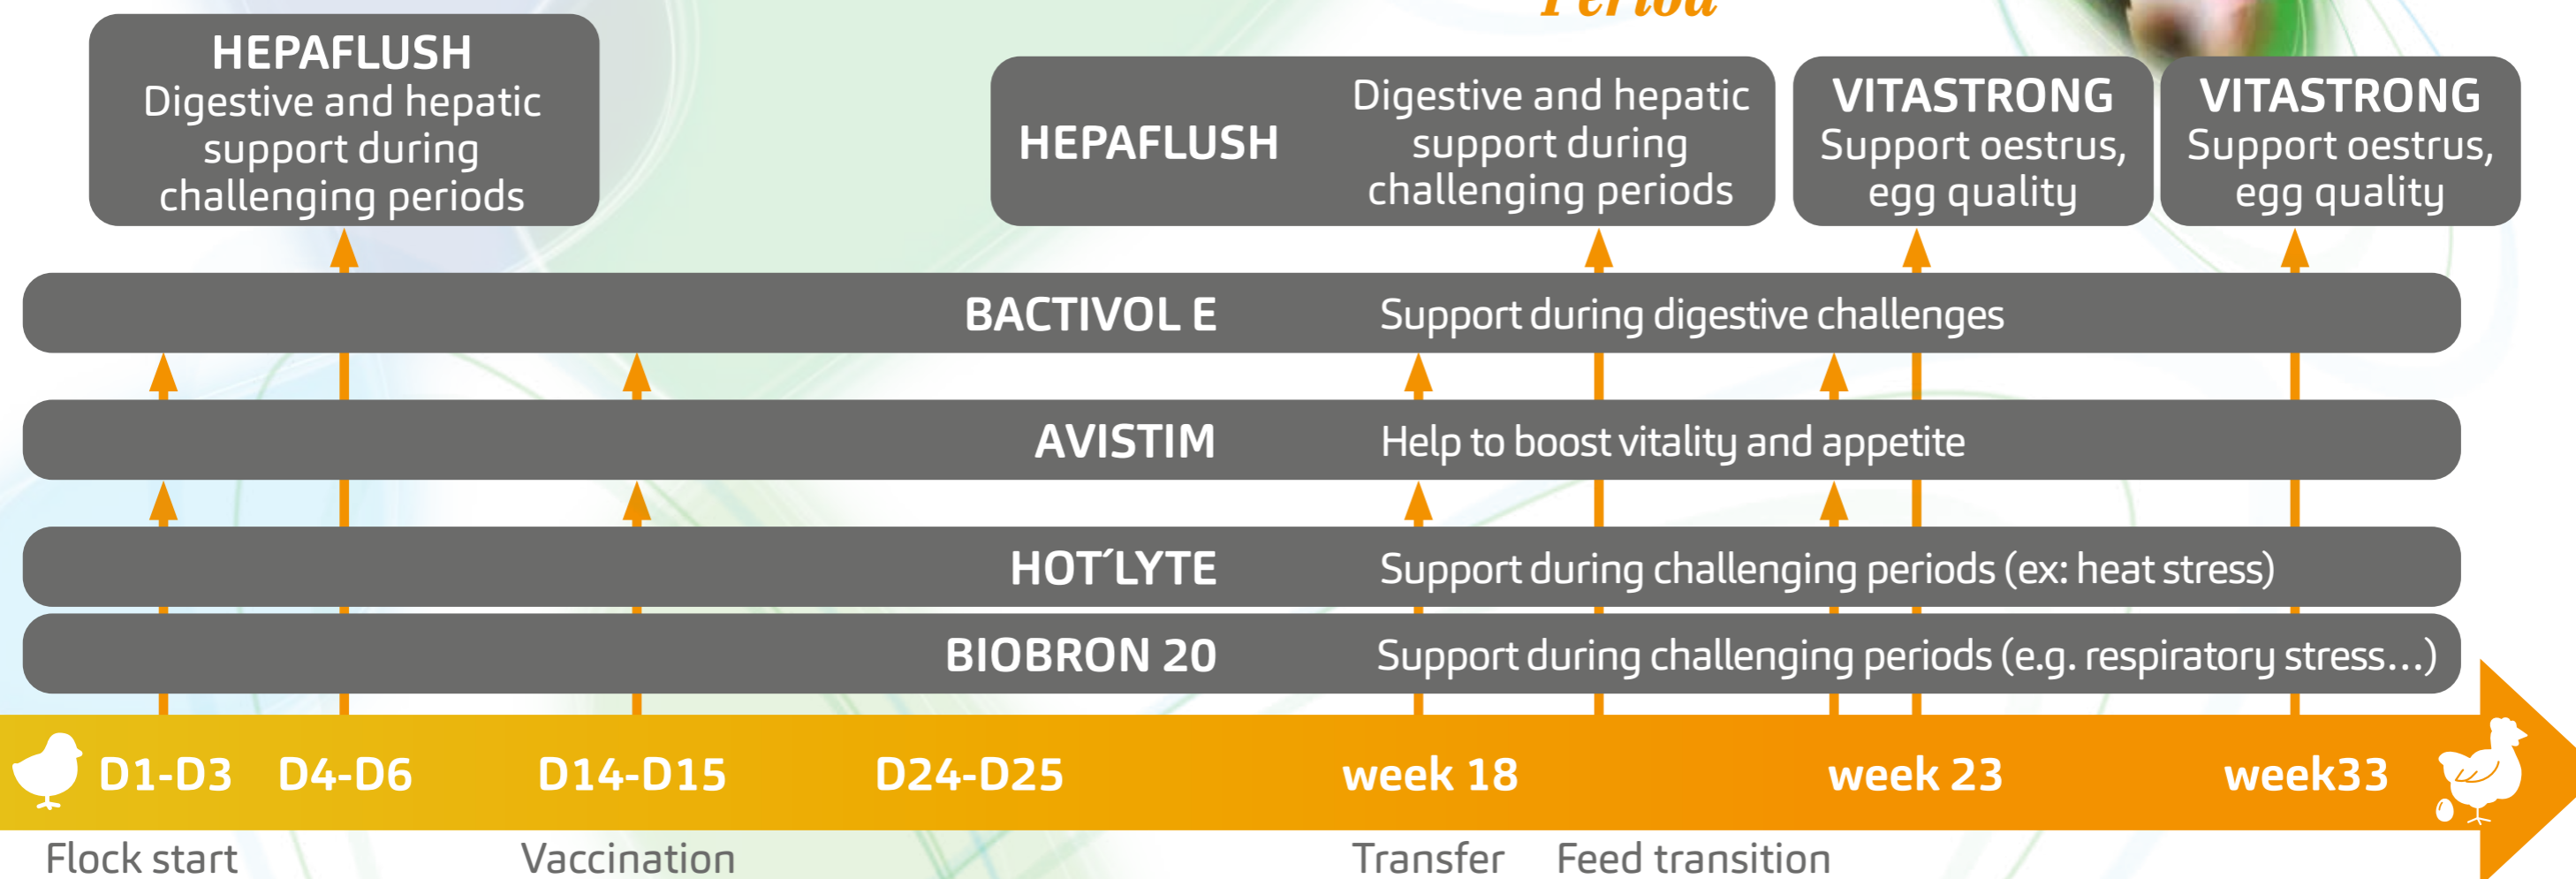 Period
HEPAFLUSH
Digestive and hepatic
support during
challenging periods
HEPAFLUSH
Digestive and hepatic
support during
challenging periods
VITASTRONG
Support oestrus,
egg quality
VITASTRONG
Support oestrus,
egg quality
BACTIVOL E Support during digestive challenges
AVISTIM Help to boost vitality and appetite
HOT´LYTE Support during challenging periods (ex: heat stress)
BIOBRON 20 Support during challenging periods (e.g. respiratory stress...)
D1-D3 D4-D6 D14-D15 D24-D25 week 18 week 23 week33
Flock start Vaccination Transfer Feed transition